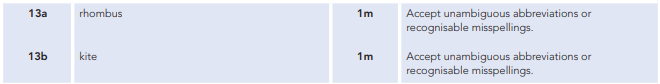 13a rhombus 1m Accept unambiguous abbreviations or
recognisable misspellings.
13b kite 1m Accept unambiguous abbreviations or
recognisable misspellings.